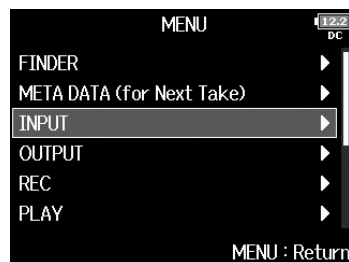 MENU
12.2
DC
FINDER
META DATA (for Next Take)
INPUT
OUTPUT
REC
PLAY
MENU : Return